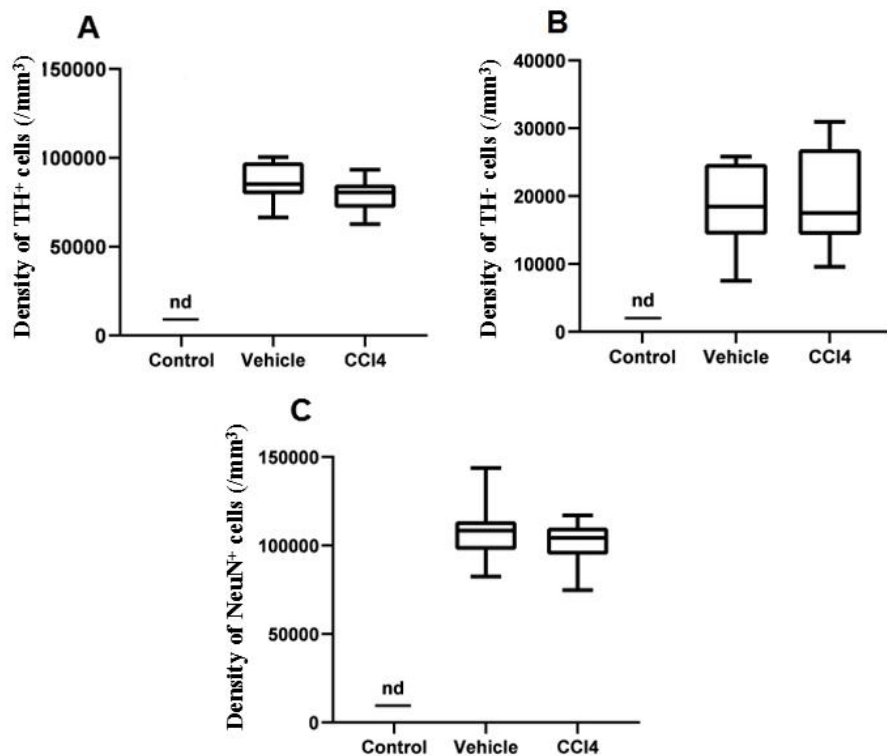 A
Density of TH⁺ cells (/mm³)
150000
100000
50000
0
nd
Control Vehicle CCl4
B
Density of TH⁻ cells (/mm³)
40000
30000
20000
10000
0
nd
Control Vehicle CCl4
C
Density of NeuN⁺ cells (/mm³)
150000
100000
50000
0
nd
Control Vehicle CCl4